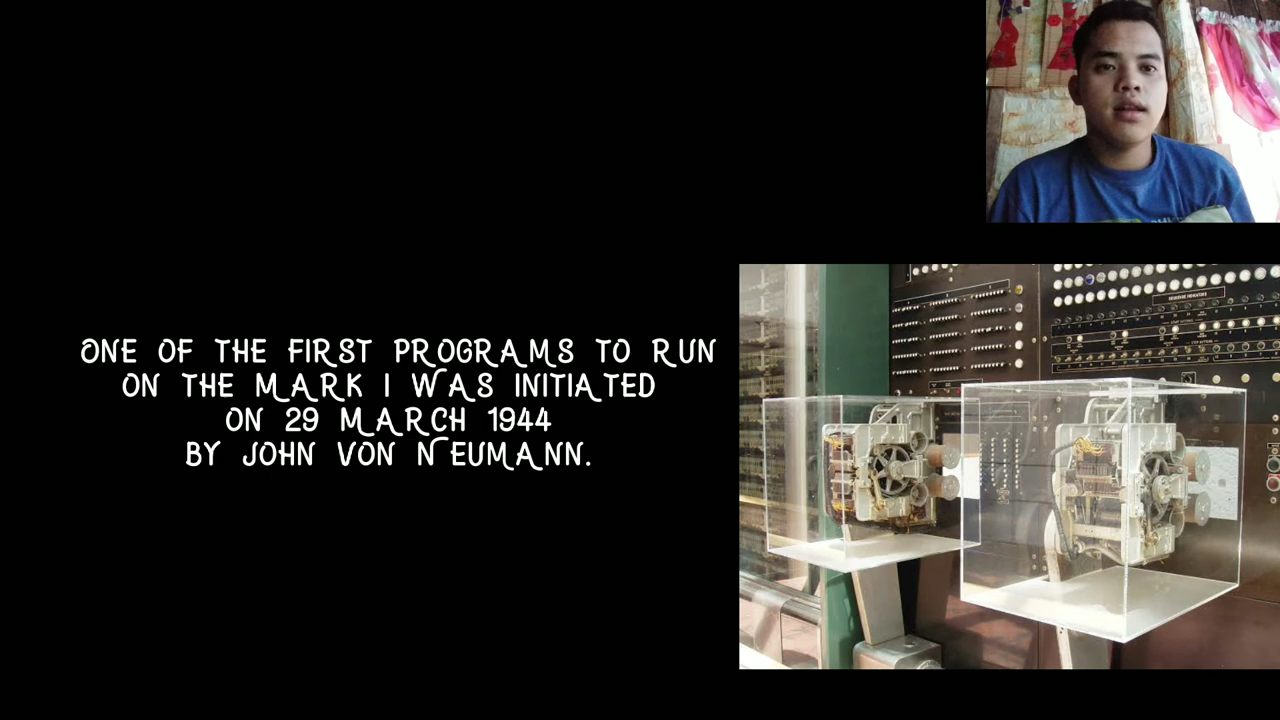 ONE OF THE FIRST PROGRAMS TO RUN
ON THE MARK I WAS INITIATED
ON 29 MARCH 1944
BY JOHN VON NEUMANN.